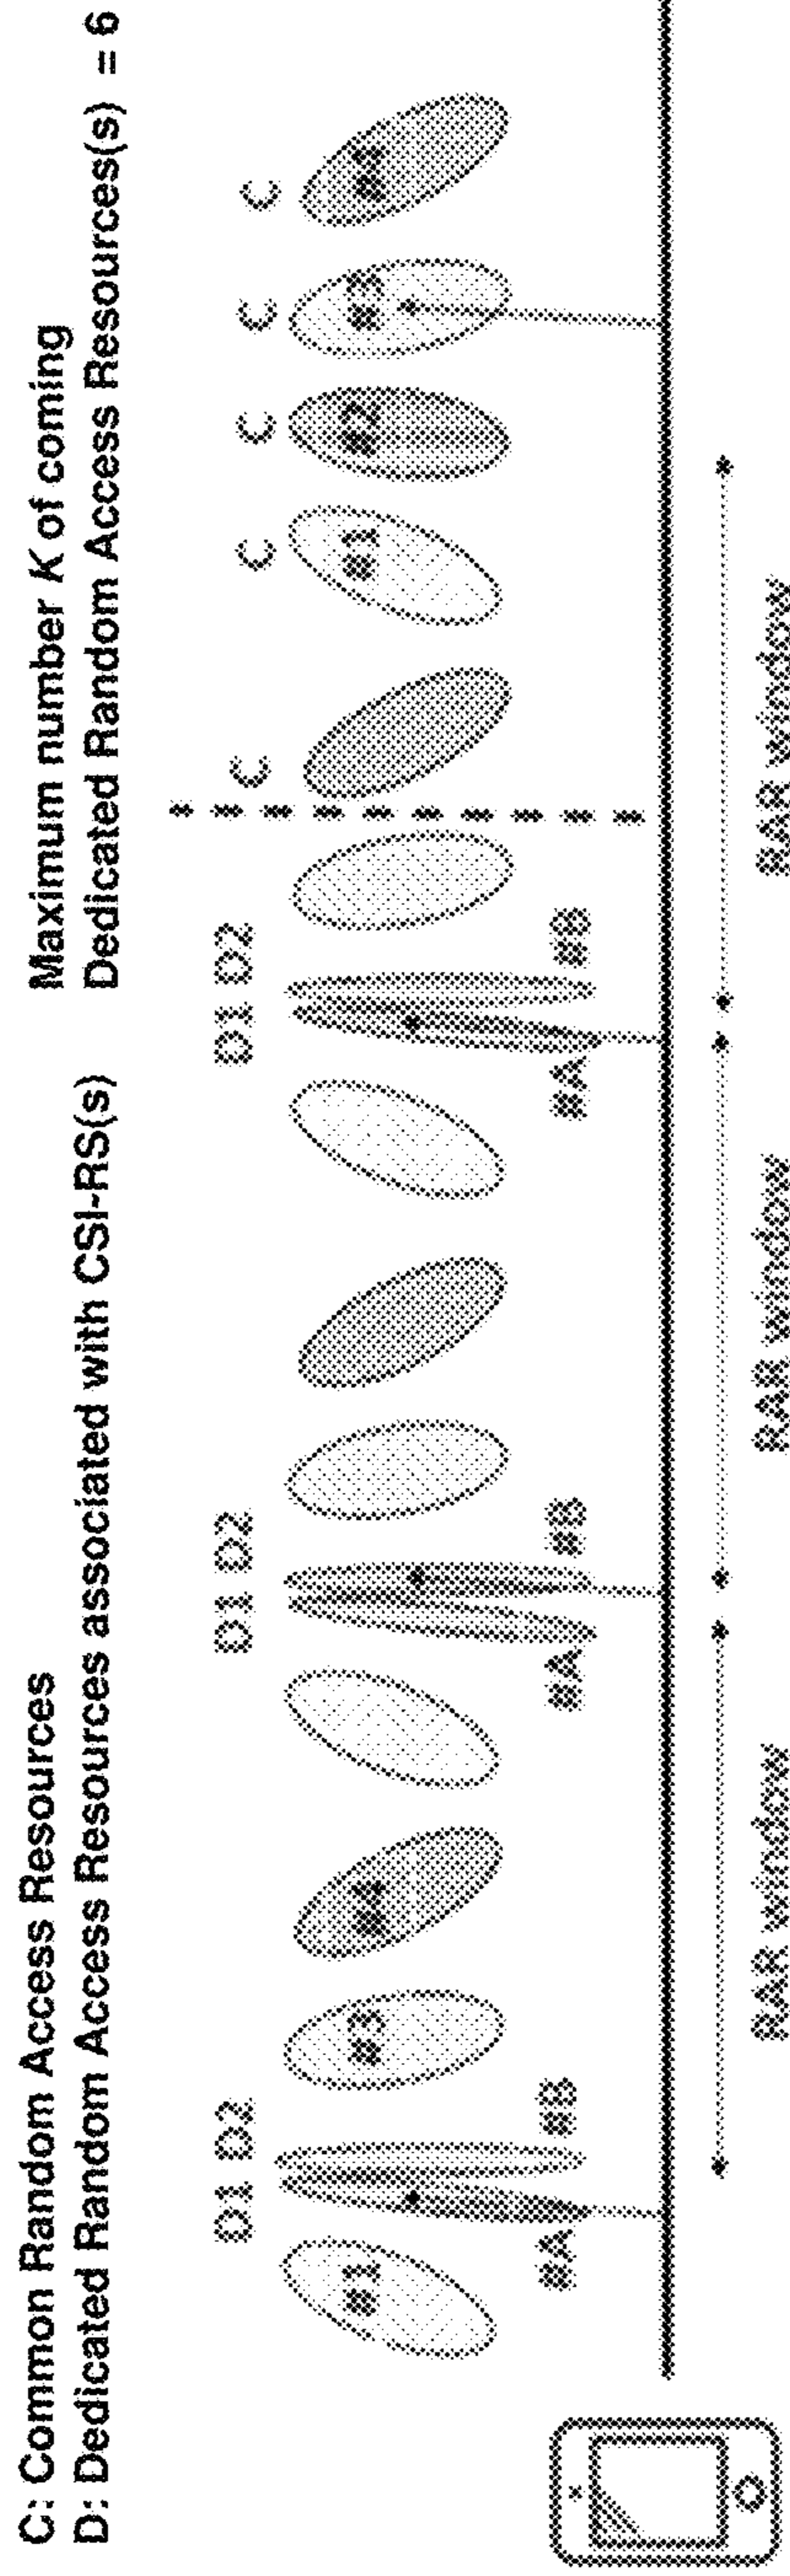 C: Common Random Access Resources
D: Dedicated Random Access Resources associated with CSI-RS(s)
Maximum number K of coming
Dedicated Random Access Resources(s) = 6
D1 D2
D1 D2
D1 D2
C
C
C
C
C
#1
#3
#4
#1
#2
#3
#4
#A
#B
#A
#B
#A
#B
RAR window
RAR window
RAR window